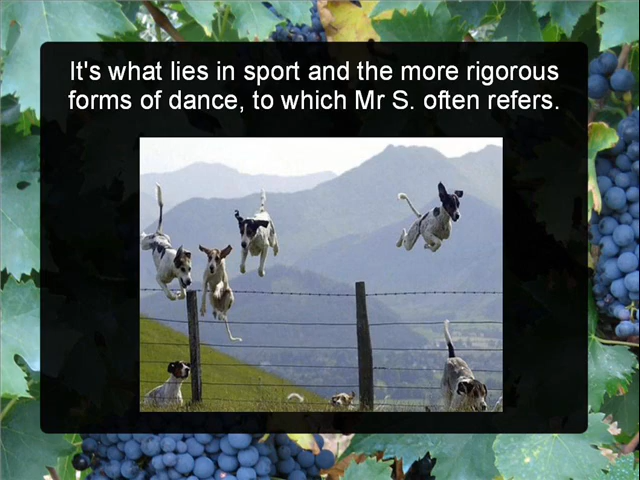 It's what lies in sport and the more rigorous
forms of dance, to which Mr S. often refers.